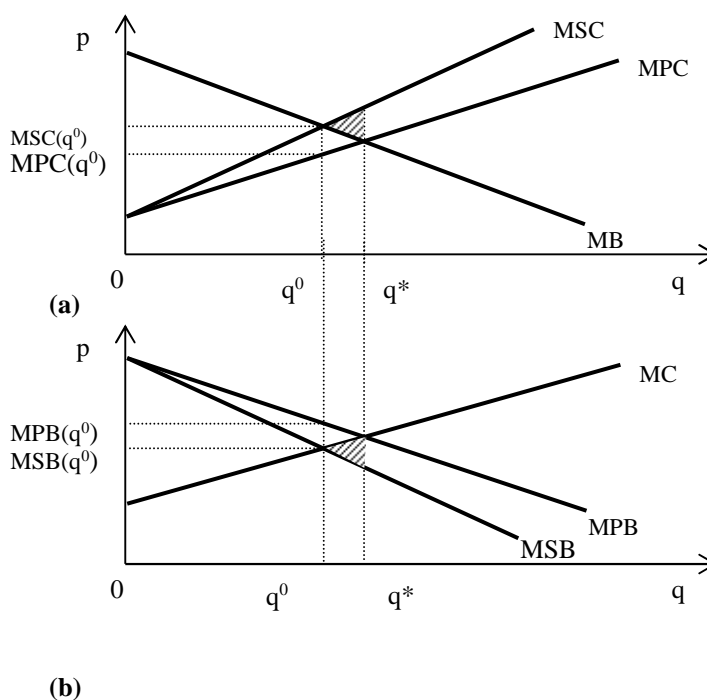 p
MSC
MPC
MSC(q⁰)
MPC(q⁰)
MB
0
q⁰
q*
q
(a)
p
MC
MPB(q⁰)
MSB(q⁰)
MPB
MSB
0
q⁰
q*
q
(b)